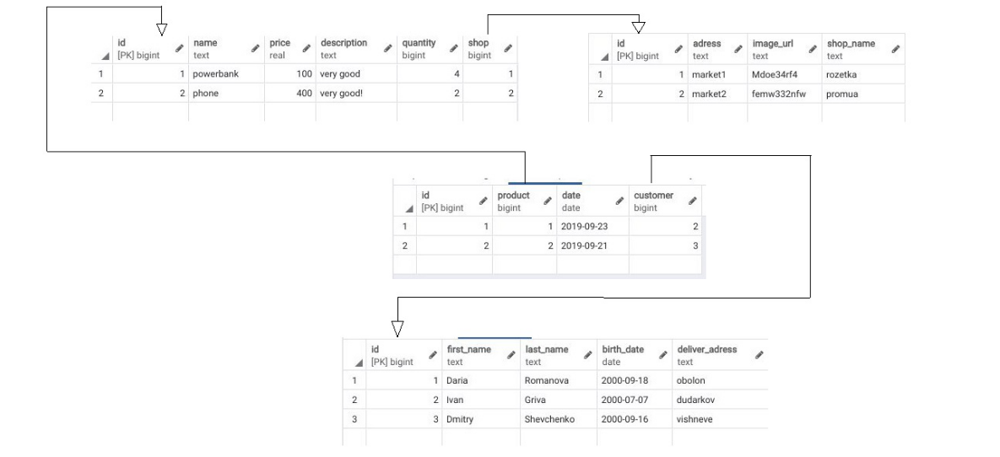 id name price description quantity shop
[PK] bigint text real text bigint bigint
1 1 powerbank 100 very good 4 1
2 2 phone 400 very good! 2 2
id adress image_url shop_name
[PK] bigint text text text
1 1 market1 Mdoe34rf4 rozetka
2 2 market2 femw332nfw promua
id product date customer
[PK] bigint bigint date bigint
1 1 1 2019-09-23 2
2 2 2 2019-09-21 3
id first_name last_name birth_date deliver_adress
[PK] bigint text text date text
1 1 Daria Romanova 2000-09-18 obolon
2 2 Ivan Griva 2000-07-07 dudarkov
3 3 Dmitry Shevchenko 2000-09-16 vishneve